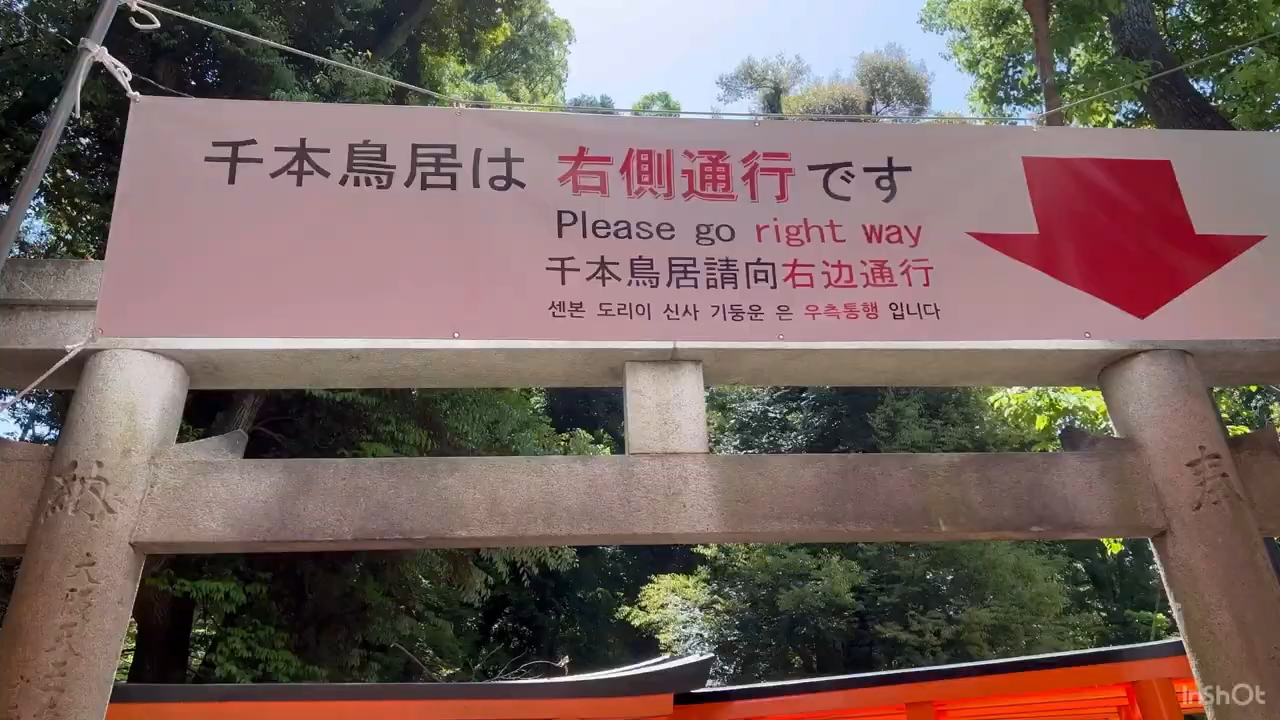 千本鳥居は 右側通行です
Please go right way
千本鳥居請向右边通行
센본 도리이 신사 기둥운 은 우측통행 입니다
奉
納
InShOt